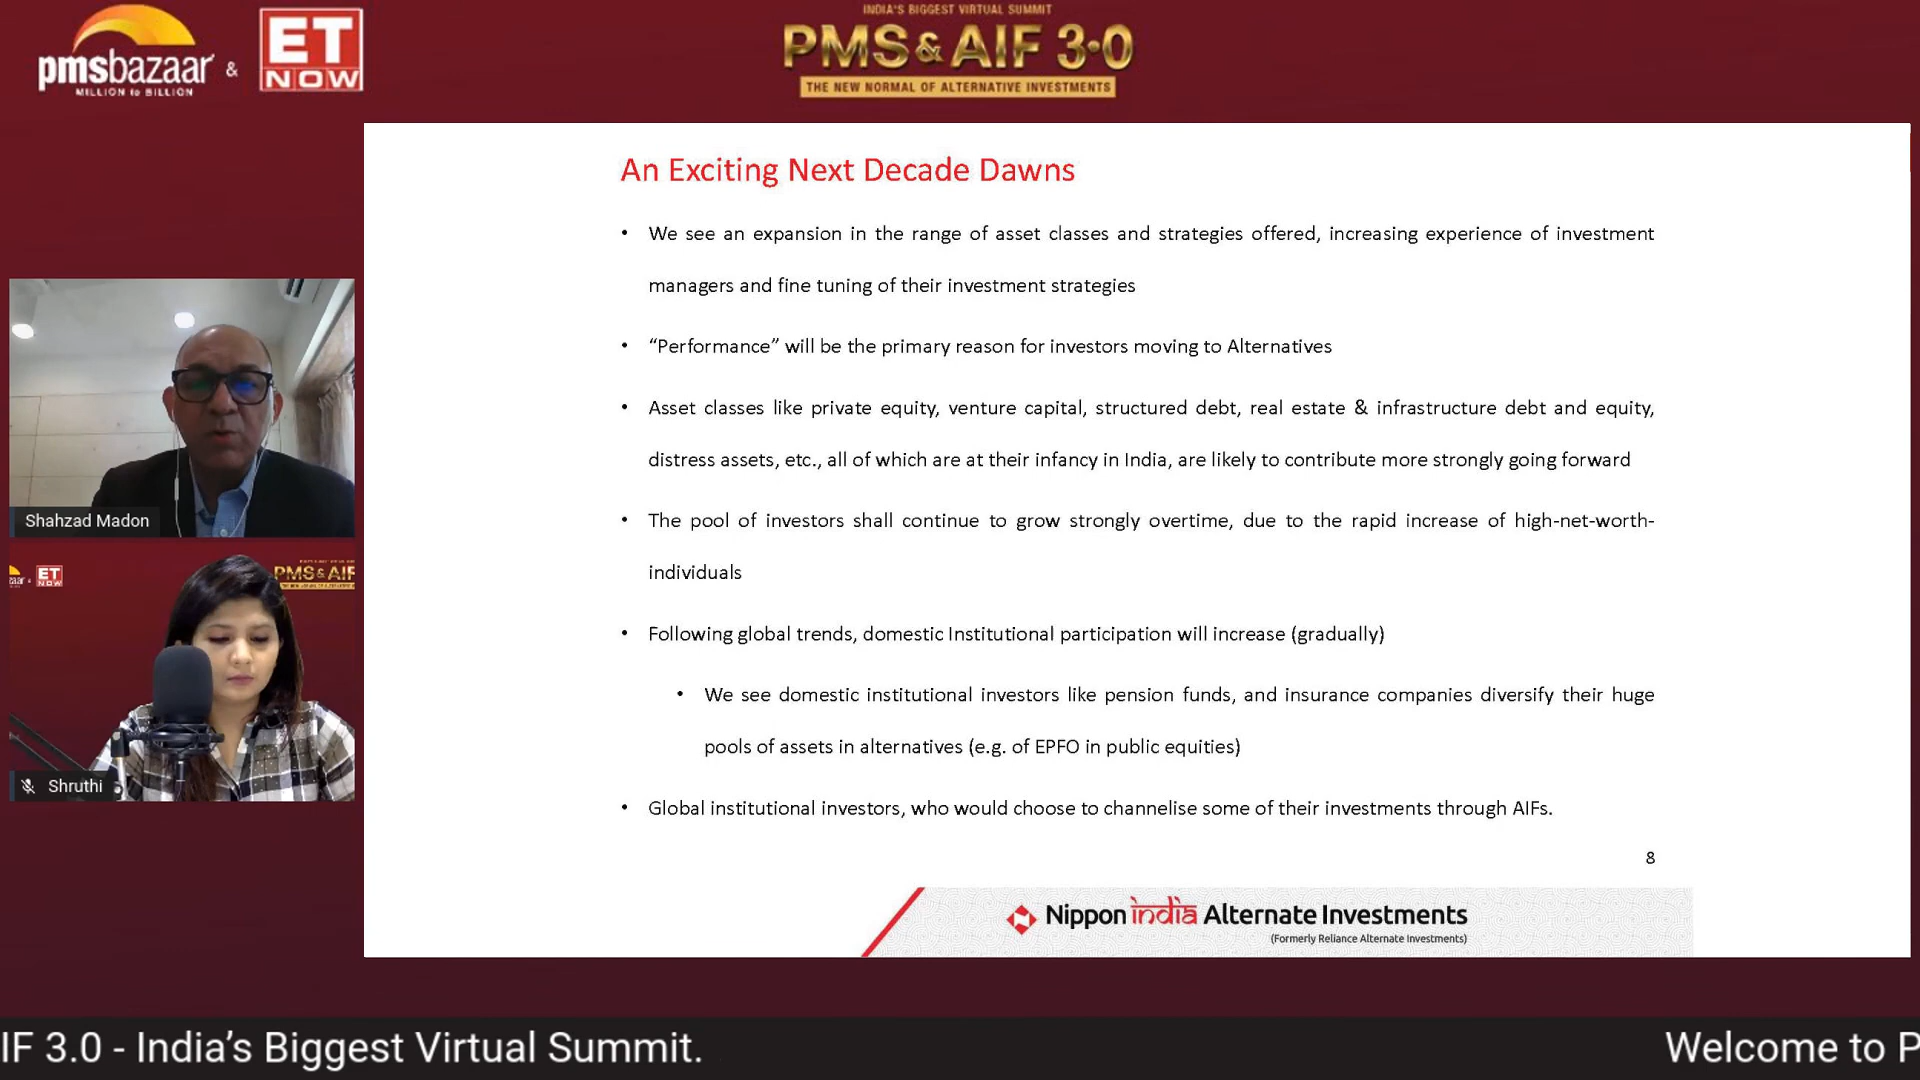 pmsbazaar
MILLION to BILLION
&
ET
NOW
INDIA'S BIGGEST VIRTUAL SUMMIT
PMS & AIF 3·0
THE NEW NORMAL OF ALTERNATIVE INVESTMENTS
An Exciting Next Decade Dawns
• We see an expansion in the range of asset classes and strategies offered, increasing experience of investment
managers and fine tuning of their investment strategies
• “Performance” will be the primary reason for investors moving to Alternatives
• Asset classes like private equity, venture capital, structured debt, real estate & infrastructure debt and equity,
distress assets, etc., all of which are at their infancy in India, are likely to contribute more strongly going forward
• The pool of investors shall continue to grow strongly overtime, due to the rapid increase of high-net-worth-
individuals
• Following global trends, domestic Institutional participation will increase (gradually)
• We see domestic institutional investors like pension funds, and insurance companies diversify their huge
pools of assets in alternatives (e.g. of EPFO in public equities)
• Global institutional investors, who would choose to channelise some of their investments through AIFs.
8
Nippon india Alternate Investments
(Formerly Reliance Alternate Investments)
Shahzad Madon
ET
NOW
PMS & AIF
Shruthi
IF 3.0 - India’s Biggest Virtual Summit.
Welcome to P